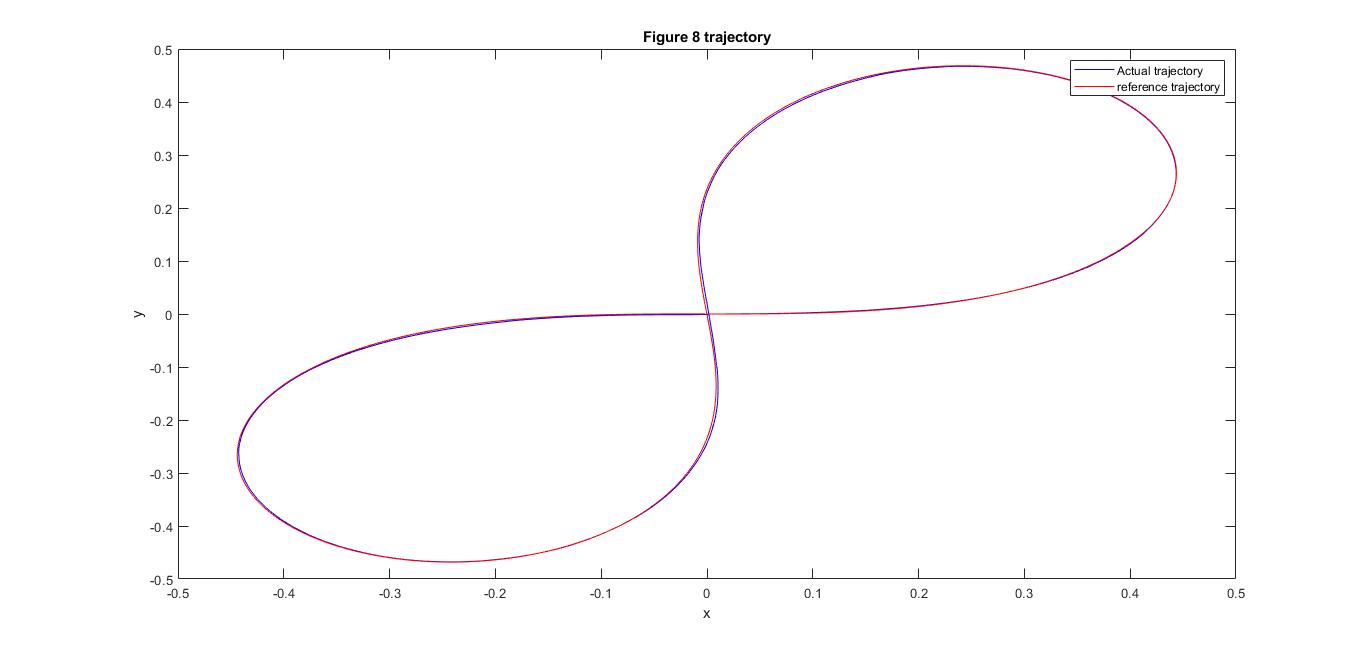 Figure 8 trajectory
Actual trajectory
reference trajectory
0.5
0.4
0.3
0.2
0.1
0
-0.1
-0.2
-0.3
-0.4
-0.5
y
-0.5 -0.4 -0.3 -0.2 -0.1 0 0.1 0.2 0.3 0.4 0.5
x